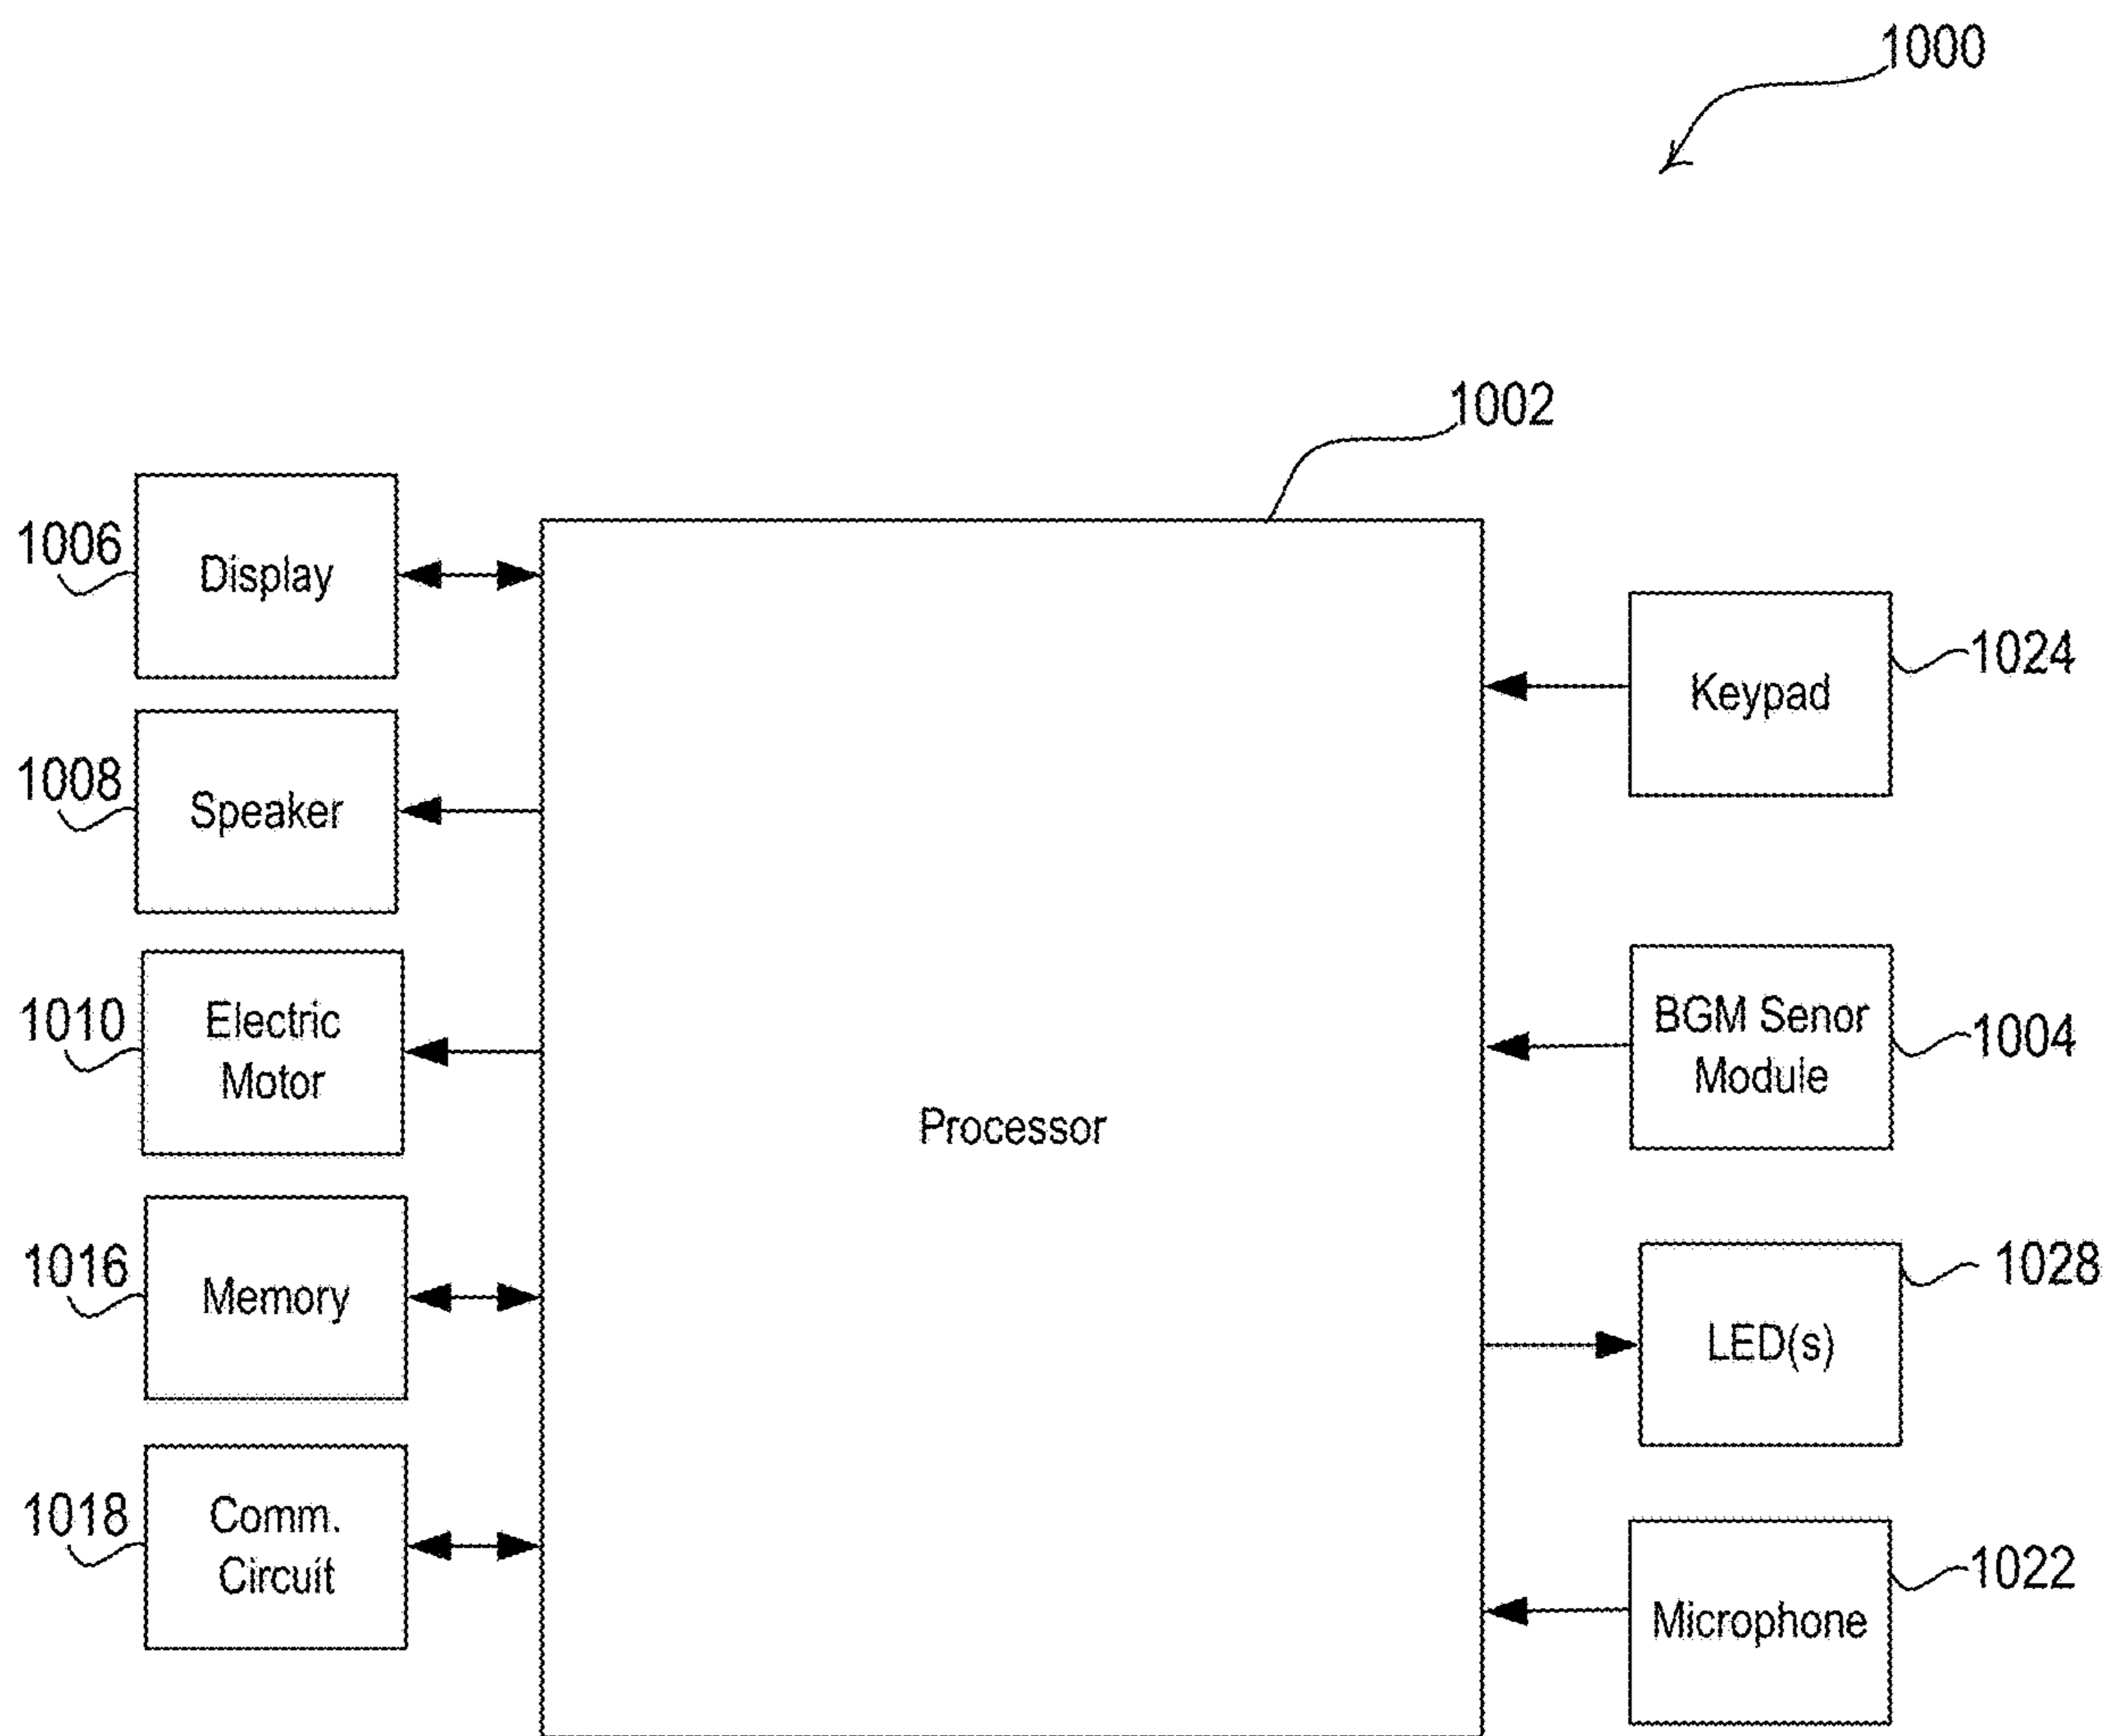 1000
1002
1006
Display
1024
Keypad
1008
Speaker
1010
Electric
Motor
BGM Senor
Module
1004
Processor
1016
Memory
1028
LED(s)
1018
Comm.
Circuit
1022
Microphone